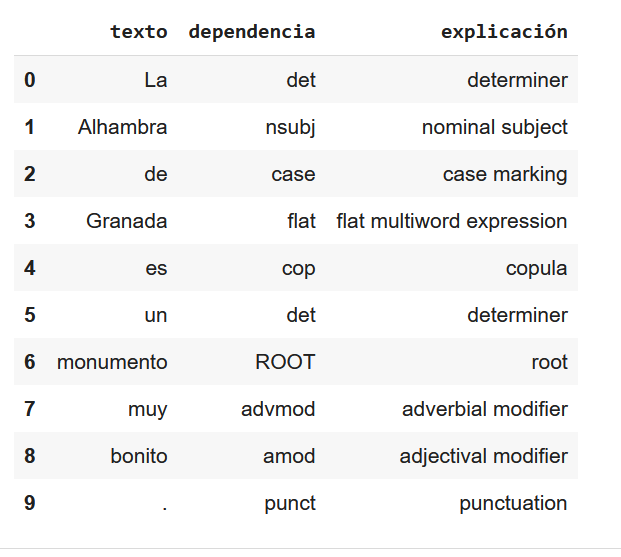 texto dependencia explicación
0 La det determiner
1 Alhambra nsubj nominal subject
2 de case case marking
3 Granada flat flat multiword expression
4 es cop copula
5 un det determiner
6 monumento ROOT root
7 muy advmod adverbial modifier
8 bonito amod adjectival modifier
9 . punct punctuation